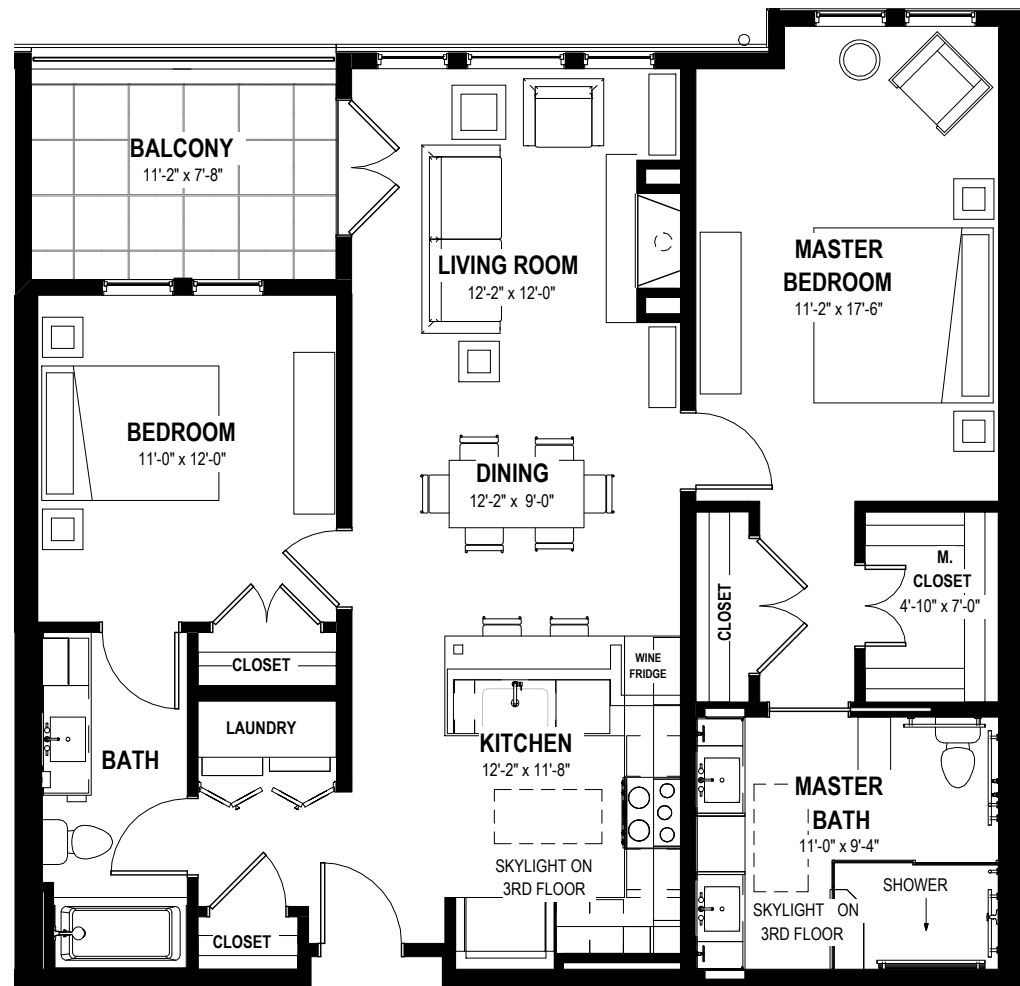 BALCONY
11'-2" x 7'-8"
LIVING ROOM
12'-2" x 12'-0"
MASTER
BEDROOM
11'-2" x 17'-6"
BEDROOM
11'-0" x 12'-0"
DINING
12'-2" x 9'-0"
M.
CLOSET
4'-10" x 7'-0"
CLOSET
CLOSET
WINE
FRIDGE
LAUNDRY
BATH
KITCHEN
12'-2" x 11'-8"
MASTER
BATH
11'-0" x 9'-4"
SKYLIGHT ON
3RD FLOOR
SHOWER
SKYLIGHT ON
3RD FLOOR
CLOSET